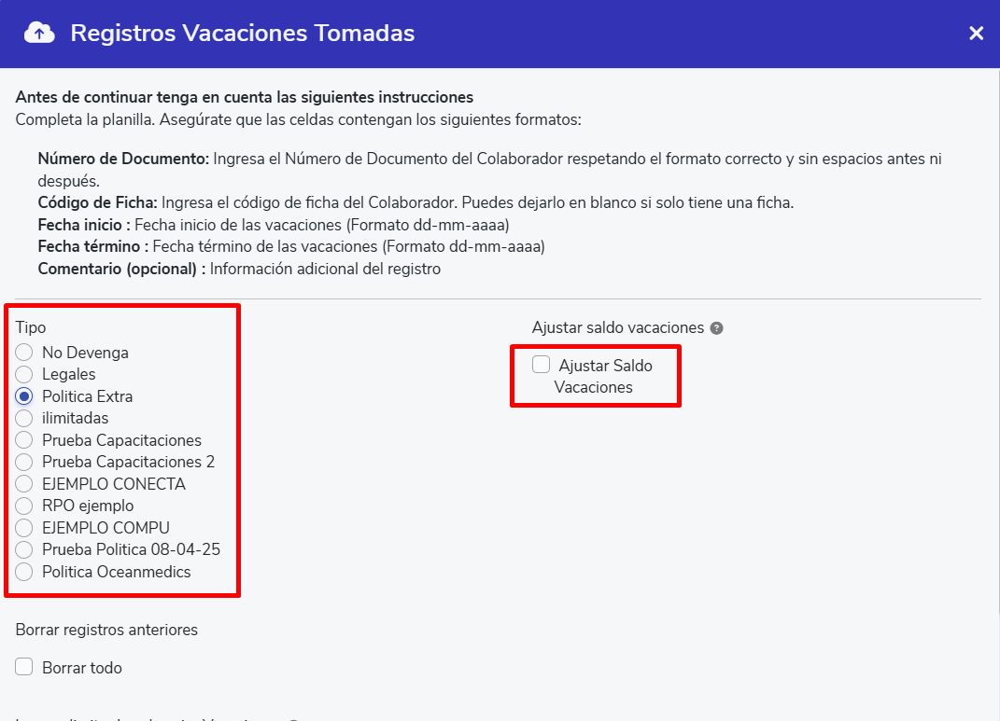 Registros Vacaciones Tomadas
Antes de continuar tenga en cuenta las siguientes instrucciones
Completa la planilla. Asegúrate que las celdas contengan los siguientes formatos:
Número de Documento: Ingresa el Número de Documento del Colaborador respetando el formato correcto y sin espacios antes ni
después.
Código de Ficha: Ingresa el código de ficha del Colaborador. Puedes dejarlo en blanco si solo tiene una ficha.
Fecha inicio : Fecha inicio de las vacaciones (Formato dd-mm-aaaa)
Fecha término : Fecha término de las vacaciones (Formato dd-mm-aaaa)
Comentario (opcional) : Información adicional del registro
Tipo
No Devenga
Legales
Politica Extra
ilimitadas
Prueba Capacitaciones
Prueba Capacitaciones 2
EJEMPLO CONECTA
RPO ejemplo
EJEMPLO COMPU
Prueba Politica 08-04-25
Politica Oceanmedics
Ajustar saldo vacaciones ?
Ajustar Saldo
Vacaciones
Borrar registros anteriores
Borrar todo